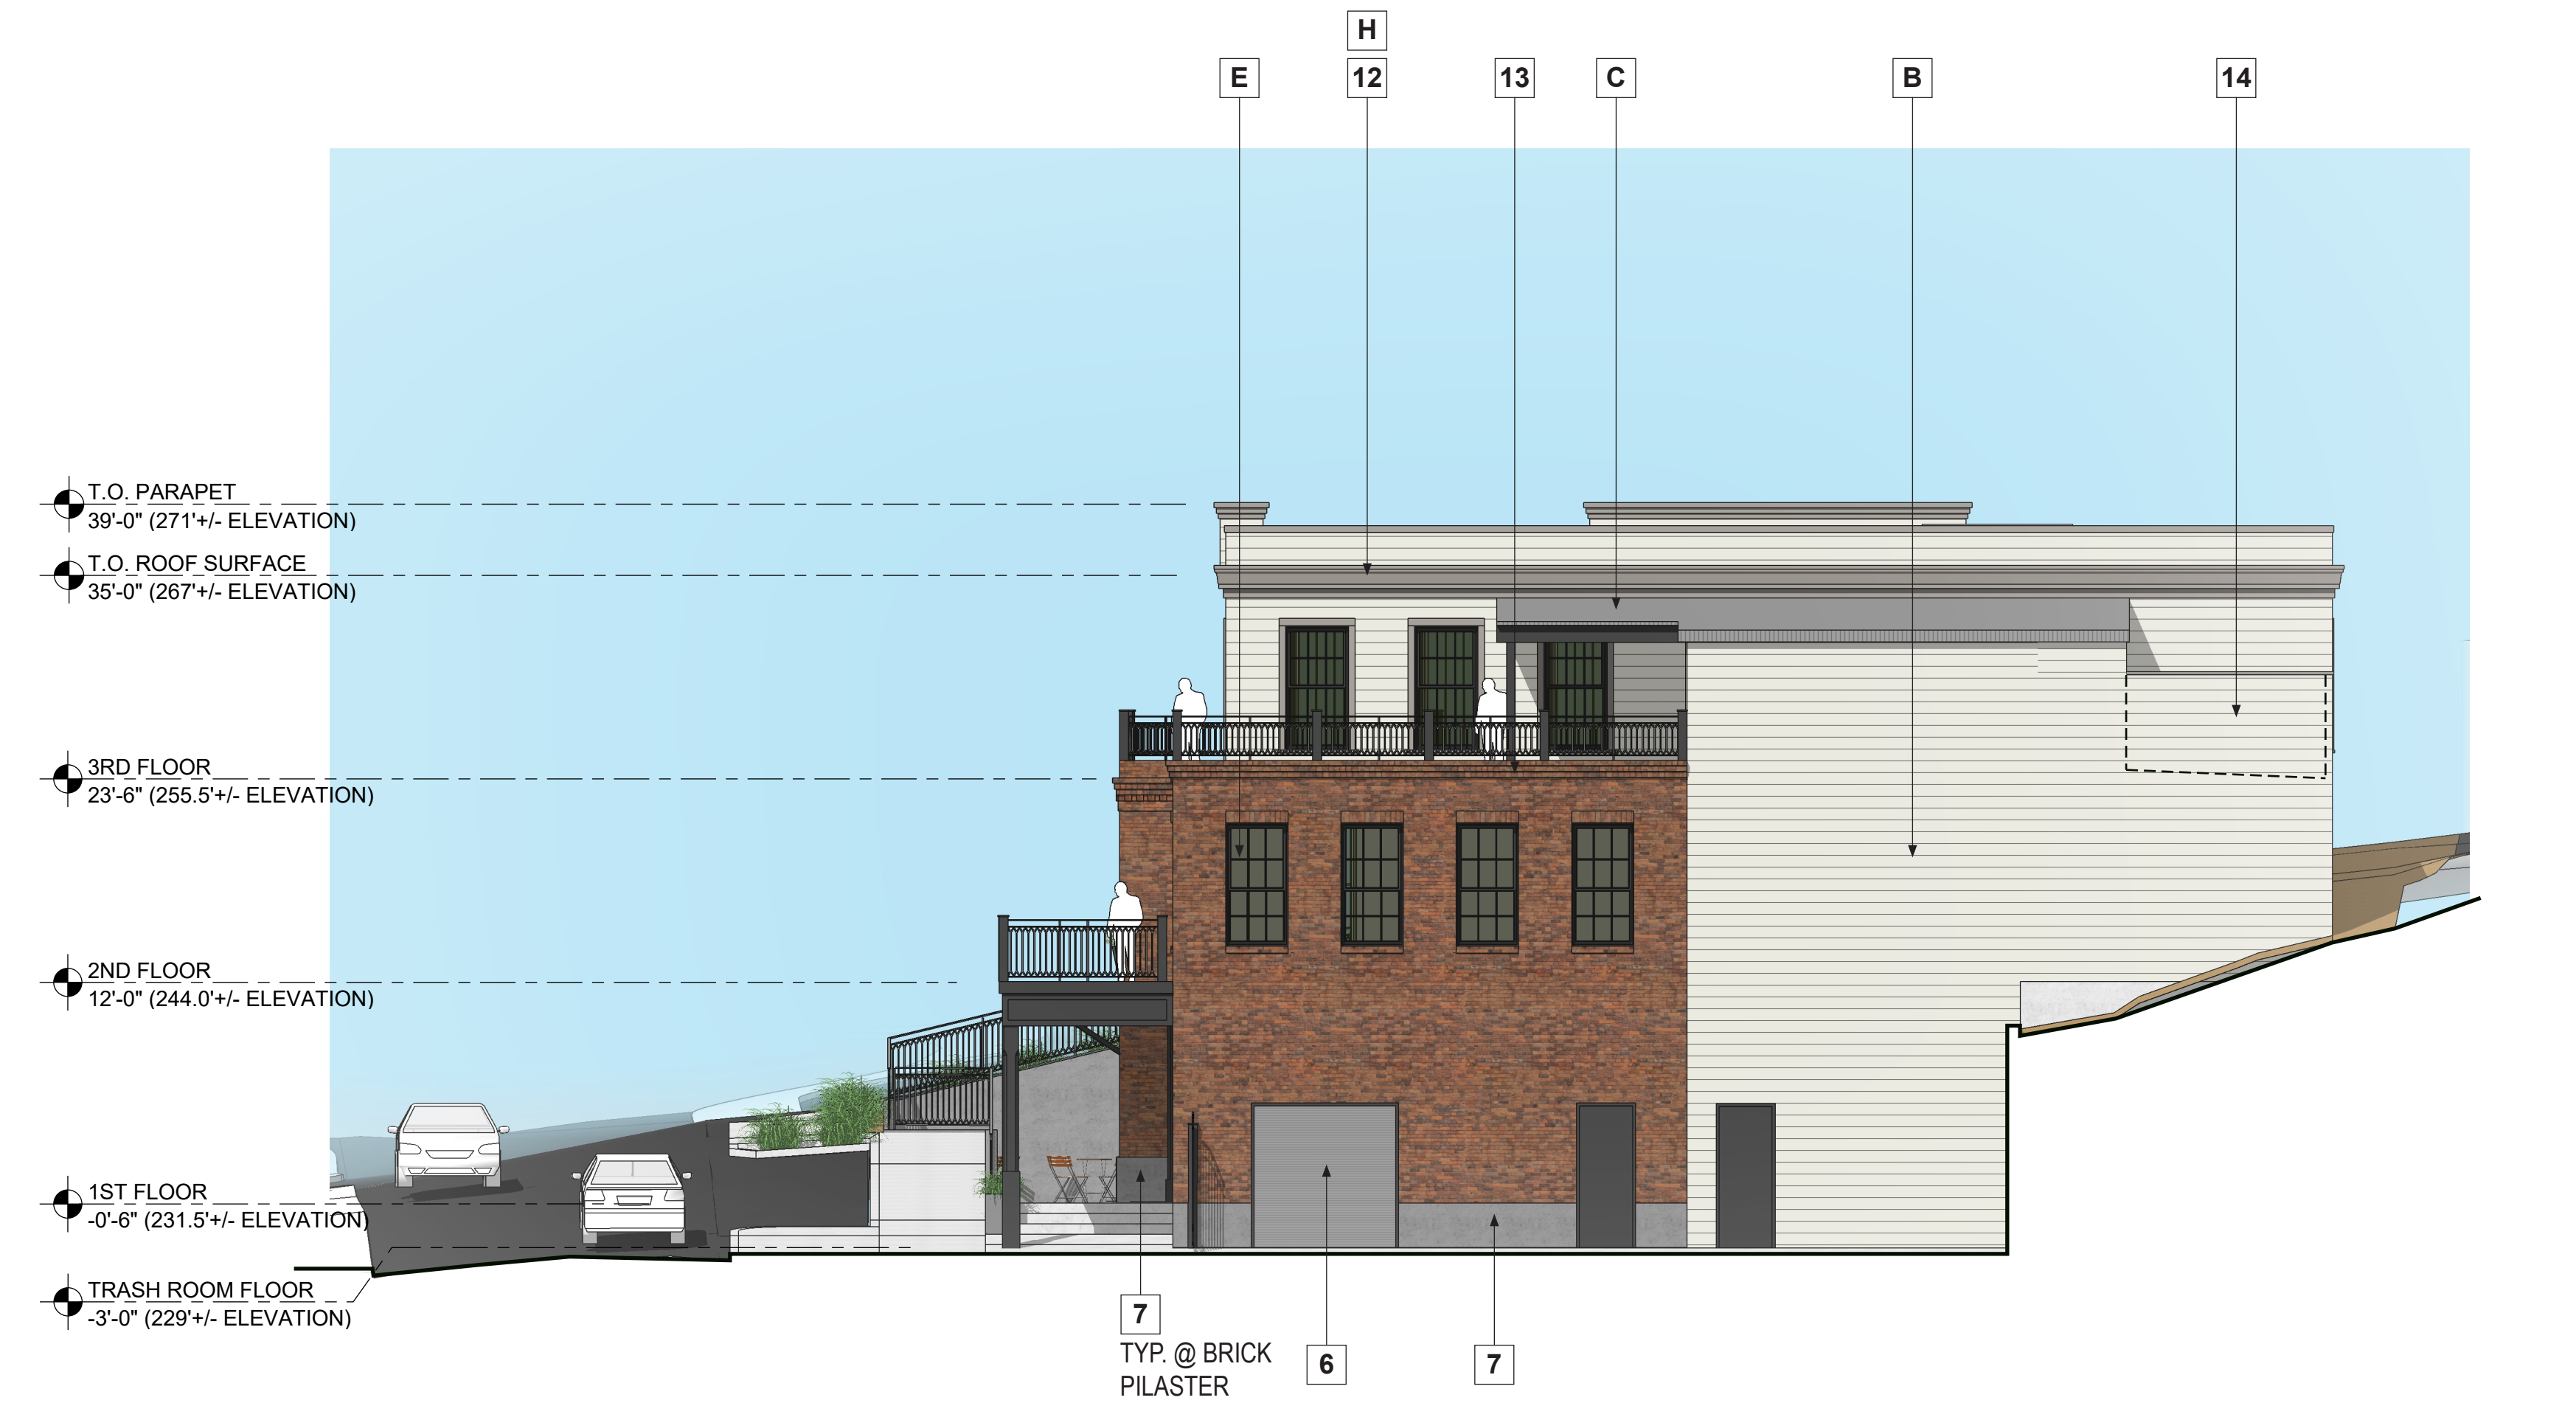 H
E
12
13
C
B
14
T.O. PARAPET
39'-0" (271'+/- ELEVATION)
T.O. ROOF SURFACE
35'-0" (267'+/- ELEVATION)
3RD FLOOR
23'-6" (255.5'+/- ELEVATION)
2ND FLOOR
12'-0" (244.0'+/- ELEVATION)
1ST FLOOR
-0'-6" (231.5'+/- ELEVATION)
TRASH ROOM FLOOR
-3'-0" (229'+/- ELEVATION)
7
TYP. @ BRICK
PILASTER
6
7